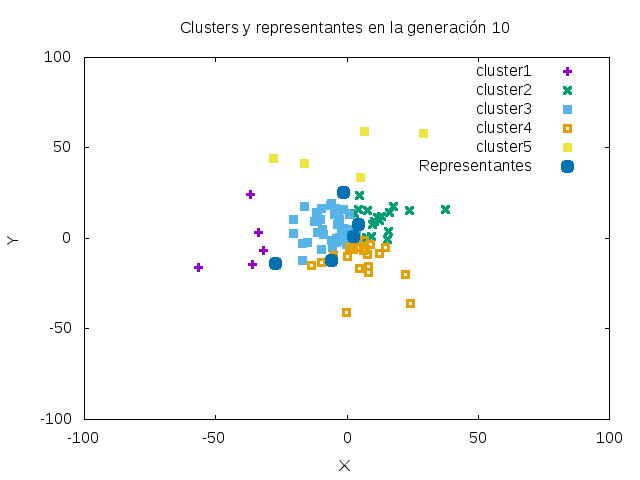 Clusters y representantes en la generación 10
cluster1
cluster2
cluster3
cluster4
cluster5
Representantes
100
50
0
-50
-100
Y
-100
-50
0
50
100
X